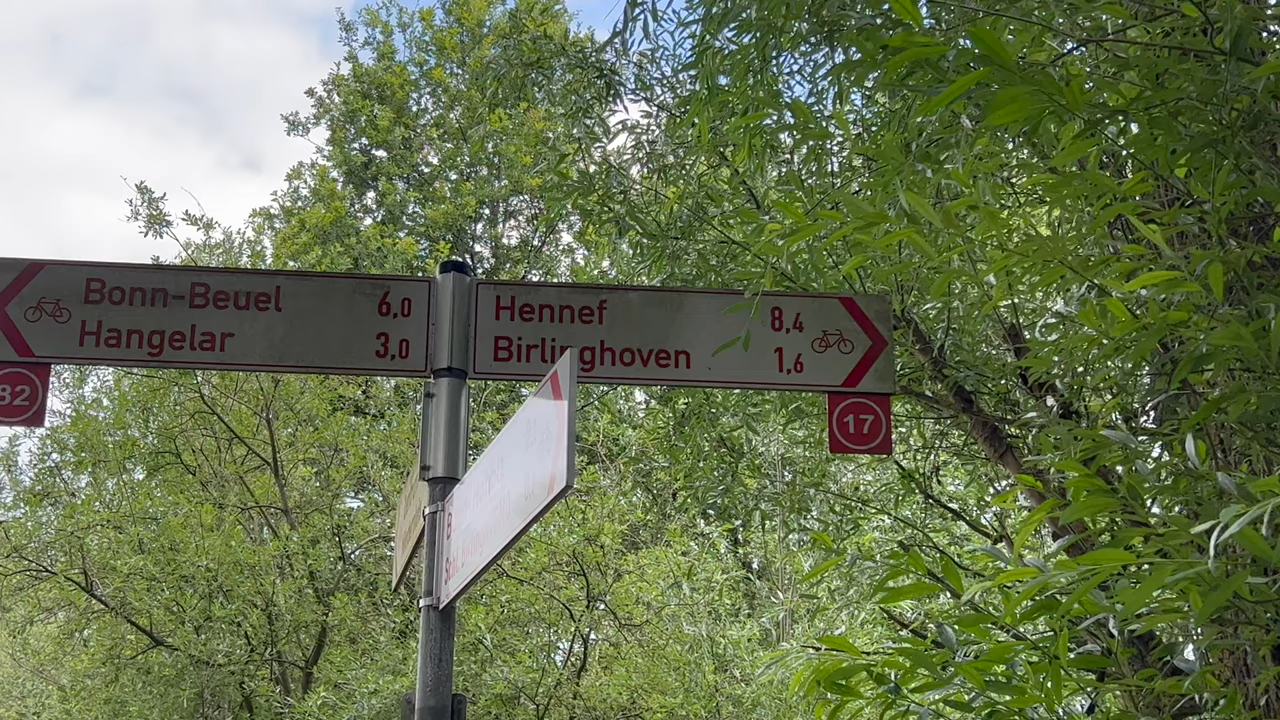 Bonn-Beuel 6,0
Hangelar 3,0
82
Hennef 8,4
Birlinghoven 1,6
17